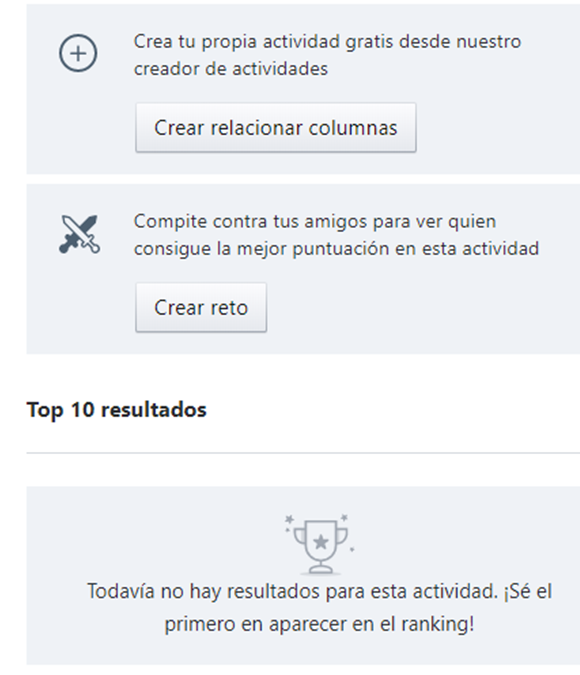 Crea tu propia actividad gratis desde nuestro
creador de actividades
Crear relacionar columnas
Compite contra tus amigos para ver quien
consigue la mejor puntuación en esta actividad
Crear reto
Top 10 resultados
Todavía no hay resultados para esta actividad. ¡Sé el
primero en aparecer en el ranking!